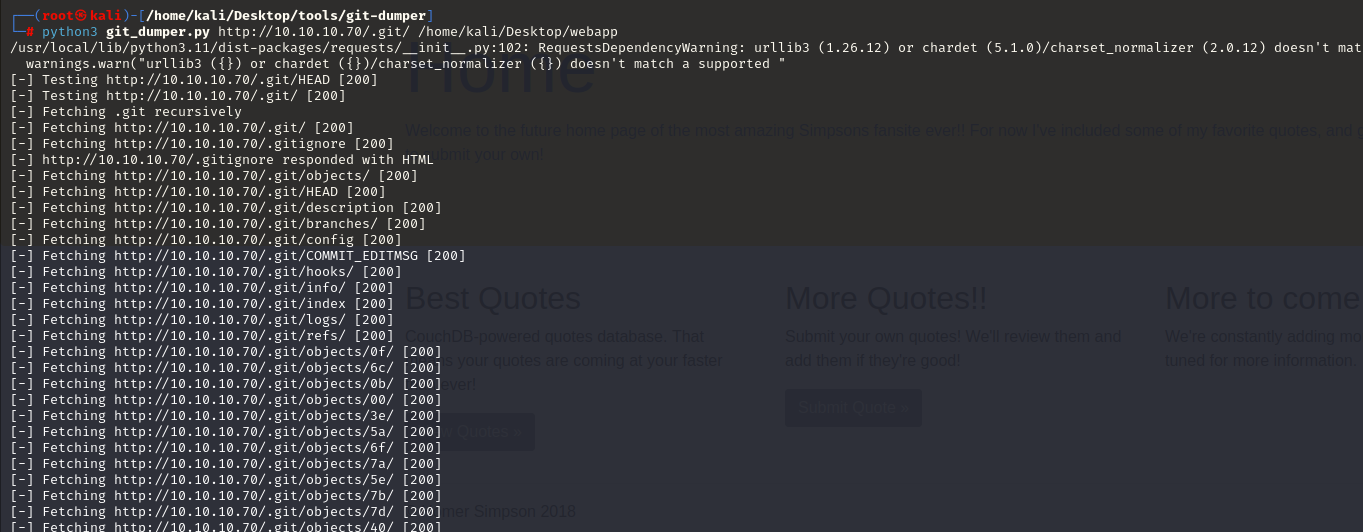 ┌──(root㉿kali)-[/home/kali/Desktop/tools/git-dumper]
└─# python3 git_dumper.py http://10.10.10.70/.git/ /home/kali/Desktop/webapp
/usr/local/lib/python3.11/dist-packages/requests/__init__.py:102: RequestsDependencyWarning: urllib3 (1.26.12) or chardet (5.1.0)/charset_normalizer (2.0.12) doesn't mat
warnings.warn("urllib3 ({}) or chardet ({})/charset_normalizer ({}) doesn't match a supported "
[-] Testing http://10.10.10.70/.git/HEAD [200]
[-] Testing http://10.10.10.70/.git/ [200]
[-] Fetching .git recursively
[-] Fetching http://10.10.10.70/.git/ [200]
[-] Fetching http://10.10.10.70/.gitignore [200]
[-] http://10.10.10.70/.gitignore responded with HTML
[-] Fetching http://10.10.10.70/.git/objects/ [200]
[-] Fetching http://10.10.10.70/.git/HEAD [200]
[-] Fetching http://10.10.10.70/.git/description [200]
[-] Fetching http://10.10.10.70/.git/branches/ [200]
[-] Fetching http://10.10.10.70/.git/config [200]
[-] Fetching http://10.10.10.70/.git/COMMIT_EDITMSG [200]
[-] Fetching http://10.10.10.70/.git/hooks/ [200]
[-] Fetching http://10.10.10.70/.git/info/ [200]
[-] Fetching http://10.10.10.70/.git/index [200]
[-] Fetching http://10.10.10.70/.git/logs/ [200]
[-] Fetching http://10.10.10.70/.git/refs/ [200]
[-] Fetching http://10.10.10.70/.git/objects/0f/ [200]
[-] Fetching http://10.10.10.70/.git/objects/6c/ [200]
[-] Fetching http://10.10.10.70/.git/objects/0b/ [200]
[-] Fetching http://10.10.10.70/.git/objects/00/ [200]
[-] Fetching http://10.10.10.70/.git/objects/3e/ [200]
[-] Fetching http://10.10.10.70/.git/objects/5a/ [200]
[-] Fetching http://10.10.10.70/.git/objects/6f/ [200]
[-] Fetching http://10.10.10.70/.git/objects/7a/ [200]
[-] Fetching http://10.10.10.70/.git/objects/5e/ [200]
[-] Fetching http://10.10.10.70/.git/objects/7b/ [200]
[-] Fetching http://10.10.10.70/.git/objects/7d/ [200]
[-] Fetching http://10.10.10.70/.git/objects/40/ [200]
Home
Welcome to the future home page of the most amazing Simpsons fansite ever!! For now I've included some of my favorite quotes, and
to submit your own!
Best Quotes
CouchDB-powered quotes database. That
your quotes are coming at your faster
ever!
Quotes »
More Quotes!!
Submit your own quotes! We'll review them and
add them if they're good!
Submit Quote »
More to come
We're constantly adding mo
tuned for more information.
mer Simpson 2018